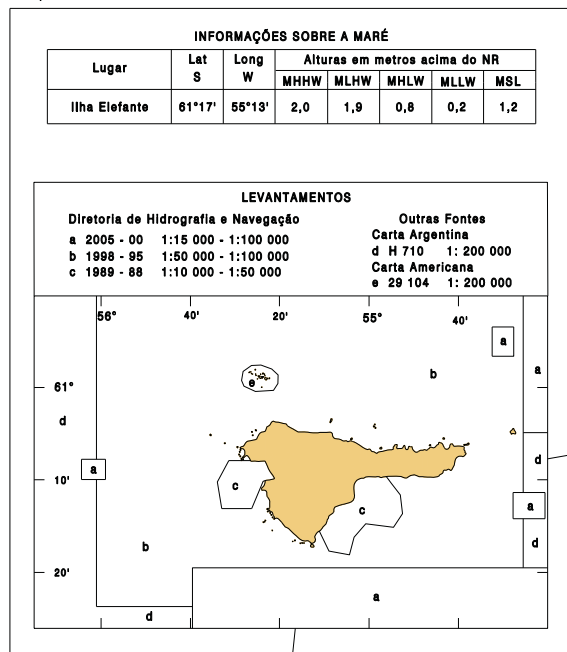 INFORMAÇÕES SOBRE A MARÉ
Lugar Lat S Long W Alturas em metros acima do NR
MHHW MLHW MHLW MLLW MSL
Ilha Elefante 61°17' 55°13' 2,0 1,9 0,8 0,2 1,2
LEVANTAMENTOS
Diretoria de Hidrografia e Navegação
a 2005 - 00 1:15 000 - 1:100 000
b 1998 - 95 1:50 000 - 1:100 000
c 1989 - 88 1:10 000 - 1:50 000
Outras Fontes
Carta Argentina
d H 710 1: 200 000
Carta Americana
e 29 104 1: 200 000
56° 40' 20' 55° 40'
a
a
b
e
61°
d
d
a
10'
c
c
a
b
d
20'
a
d